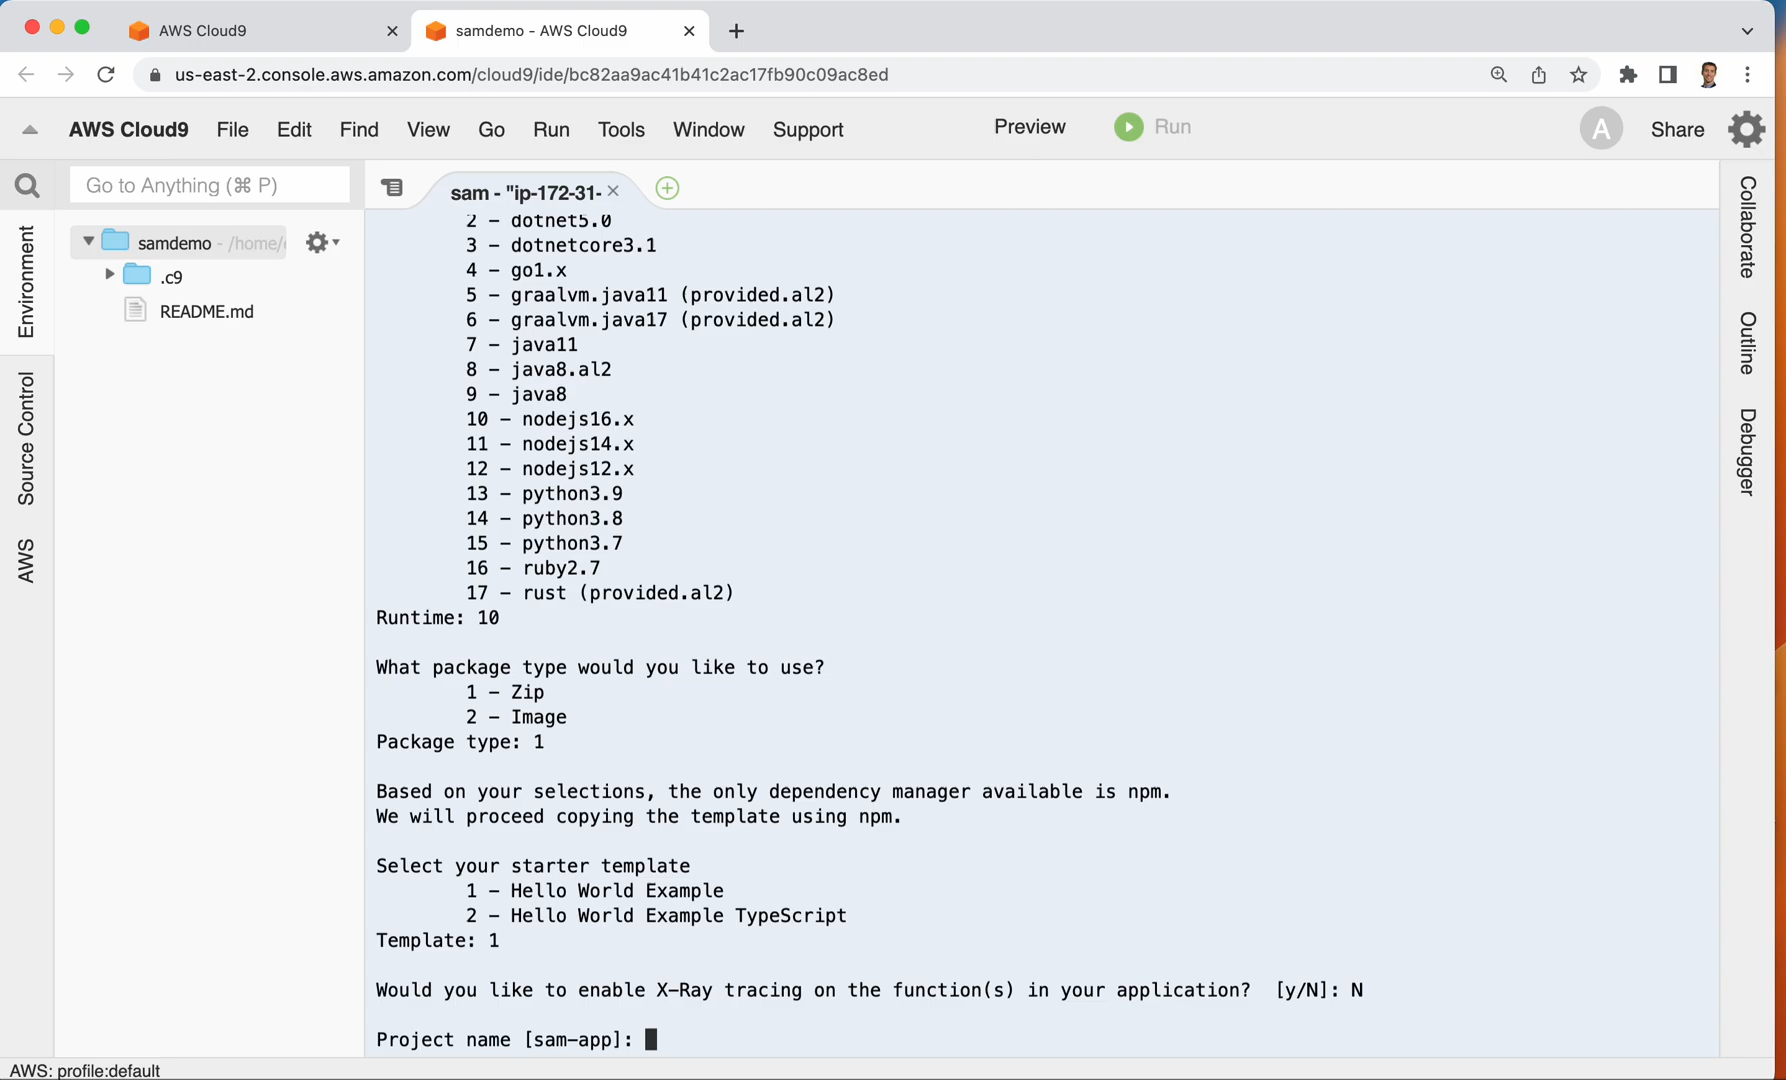 AWS Cloud9
samdemo - AWS Cloud9
us-east-2.console.aws.amazon.com/cloud9/ide/bc82aa9ac41b41c2ac17fb90c09ac8ed
AWS Cloud9 File Edit Find View Go Run Tools Window Support Preview Run A Share
Go to Anything (⌘ P)
sam - "ip-172-31-
Environment
Source Control
AWS
samdemo - /home/
.c9
README.md
2 - dotnet5.0
3 - dotnetcore3.1
4 - go1.x
5 - graalvm.java11 (provided.al2)
6 - graalvm.java17 (provided.al2)
7 - java11
8 - java8.al2
9 - java8
10 - nodejs16.x
11 - nodejs14.x
12 - nodejs12.x
13 - python3.9
14 - python3.8
15 - python3.7
16 - ruby2.7
17 - rust (provided.al2)
Runtime: 10
What package type would you like to use?
1 - Zip
2 - Image
Package type: 1
Based on your selections, the only dependency manager available is npm.
We will proceed copying the template using npm.
Select your starter template
1 - Hello World Example
2 - Hello World Example TypeScript
Template: 1
Would you like to enable X-Ray tracing on the function(s) in your application?  [y/N]: N
Project name [sam-app]:
Collaborate
Outline
Debugger
AWS: profile:default